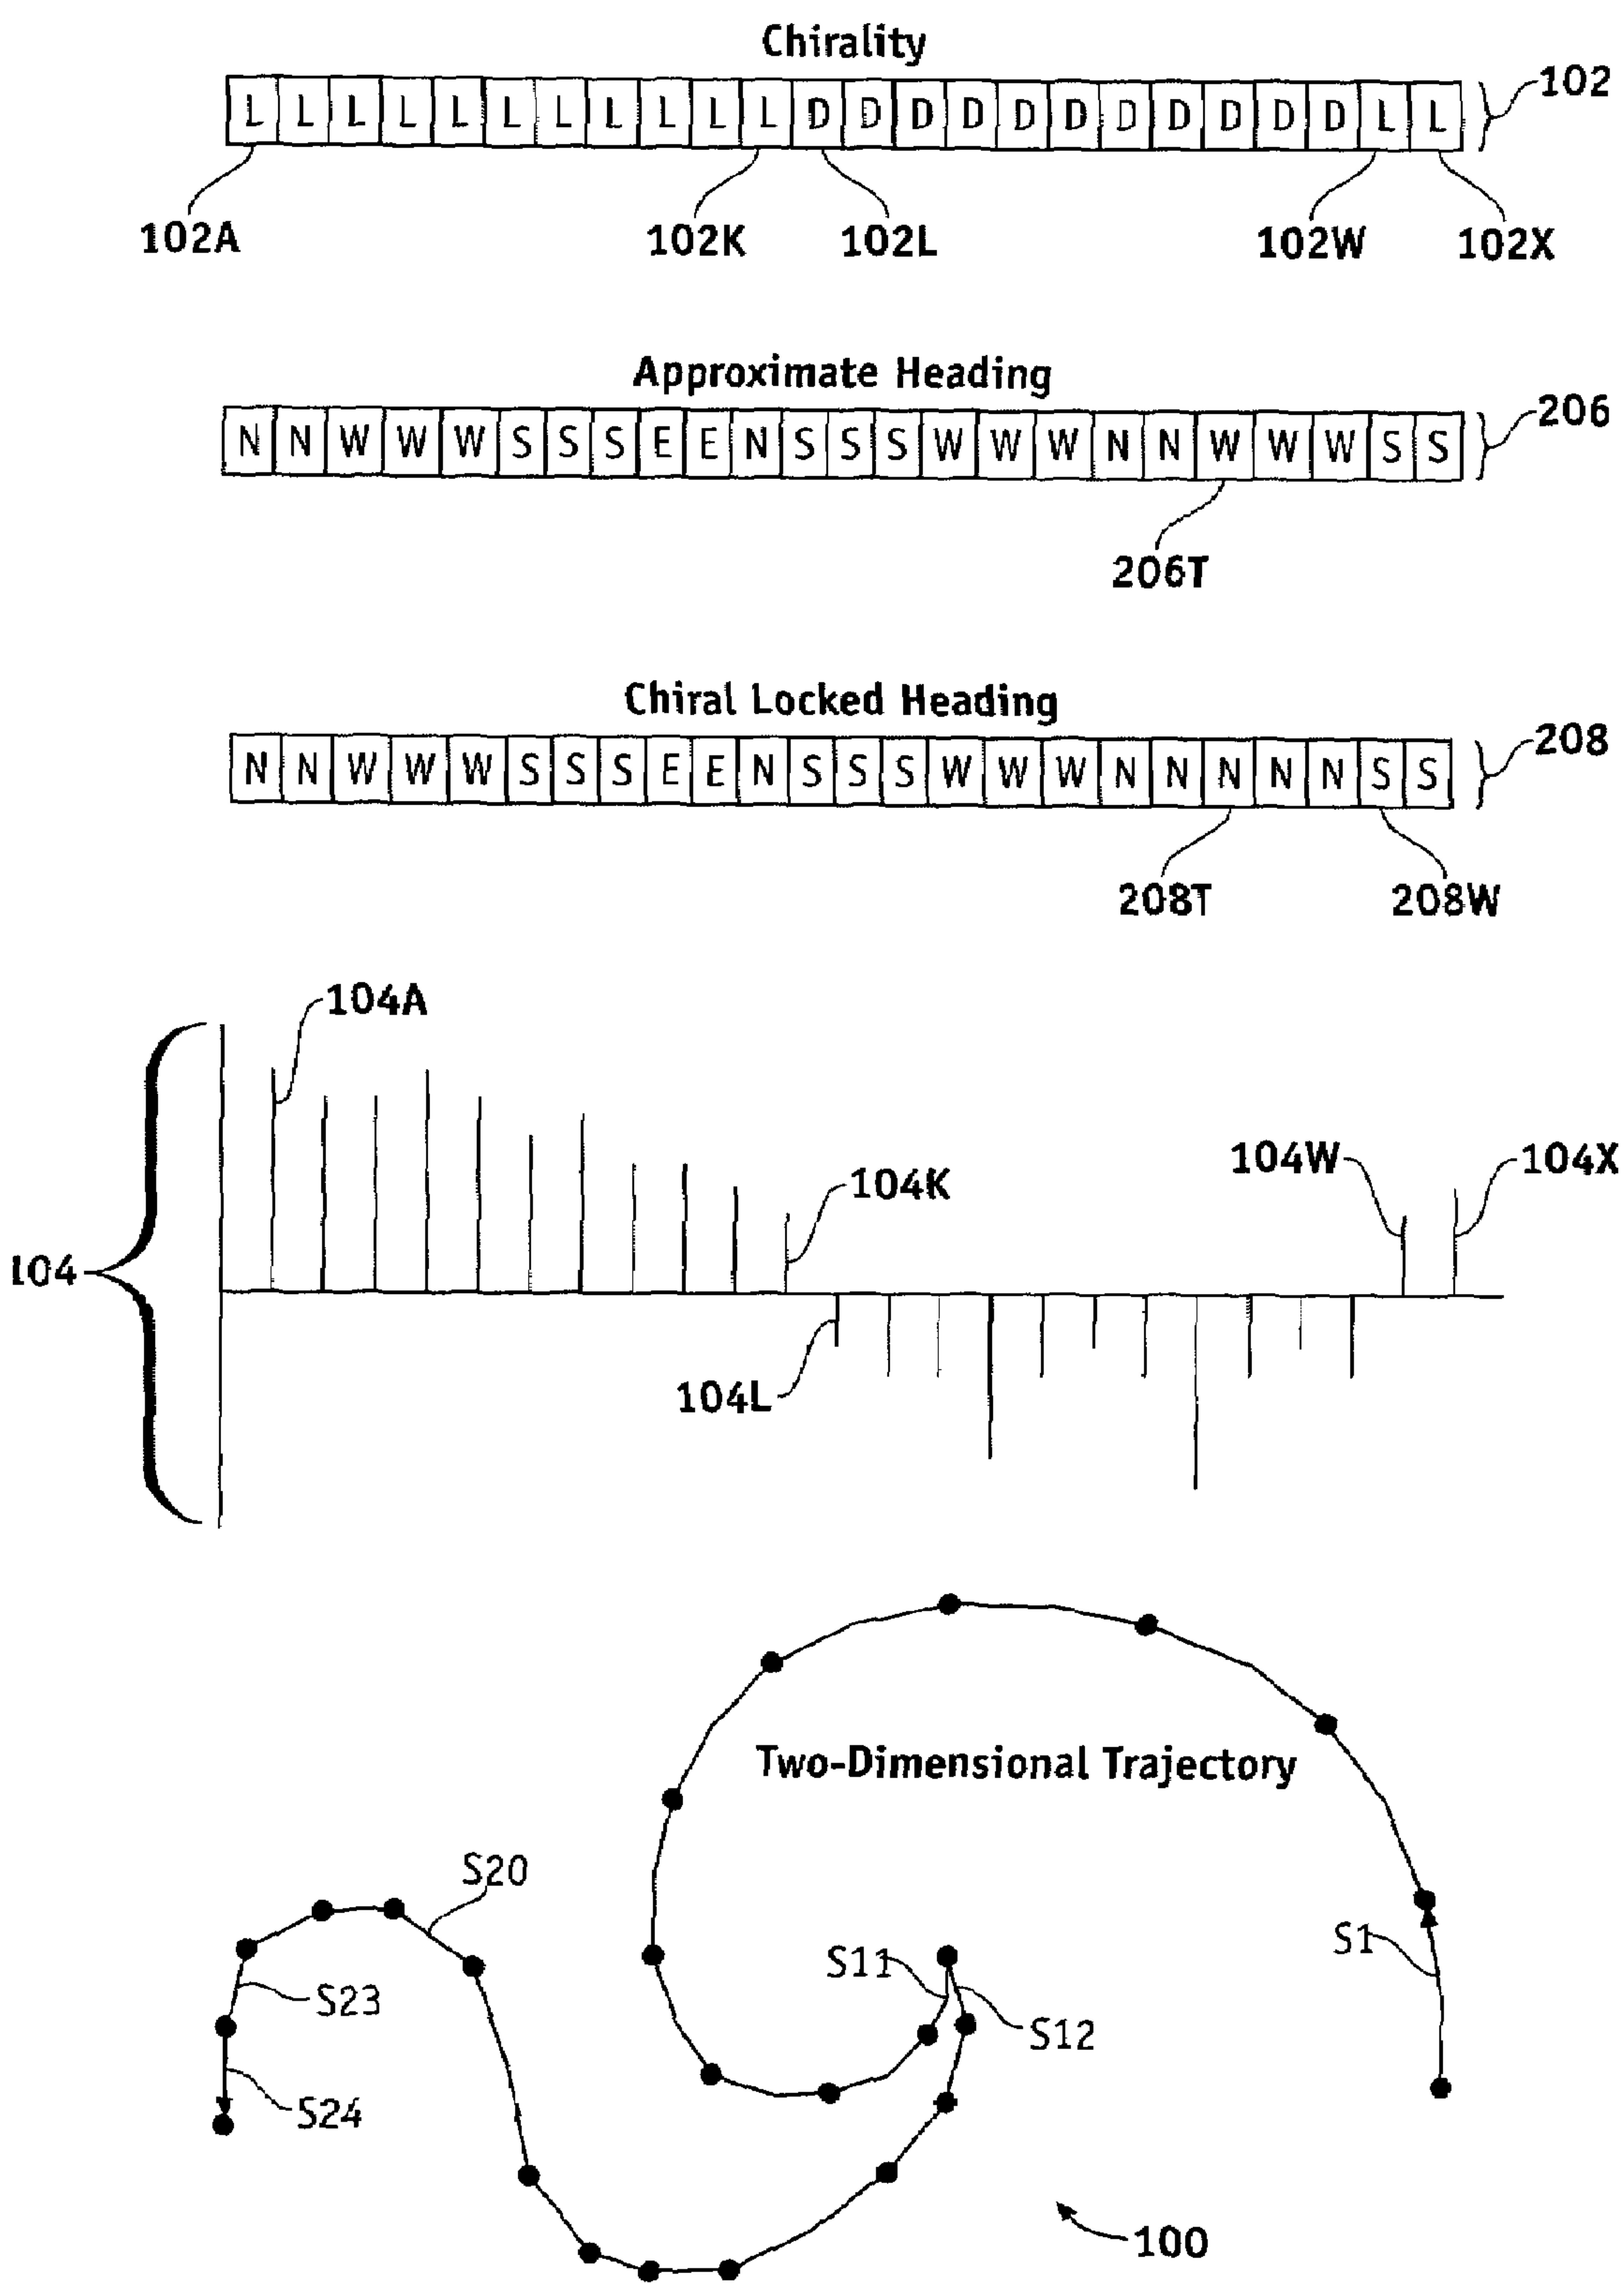 Chirality
L L L L L L L L L L L D D D D D D D D D D D L L 102
102A 102K 102L 102W 102X
Approximate Heading
N N W W W S S S E E N S S S W W W N N W W W S S 206
206T
Chiral Locked Heading
N N W W W S S S E E N S S S W W W N N N N N S S 208
208T 208W
104A
104W 104X
104K
104
104L
Two-Dimensional Trajectory
S20
S1
S11
S23
S12
S24
100